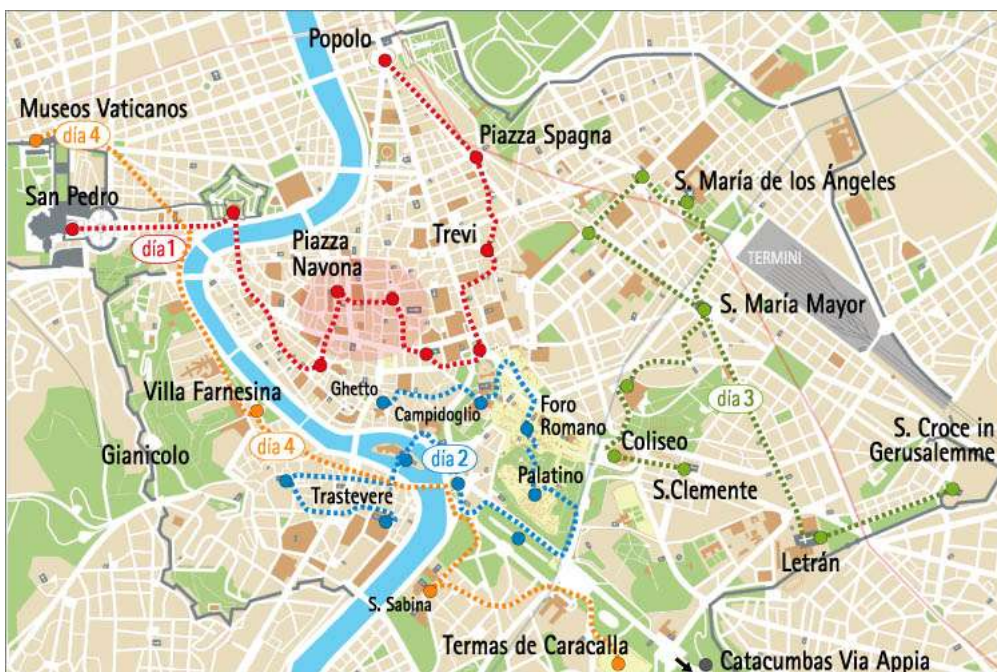 Popolo
Museos Vaticanos
día 4
Piazza Spagna
S. María de los Ángeles
San Pedro
día 1
Piazza
Navona
Trevi
TERMINI
S. María Mayor
Villa Farnesina
Ghetto
Campidoglio
Foro
Romano
día 3
Gianicolo
día 4
día 2
Coliseo
S. Croce in
Gerusalemme
Trastevere
Palatino
S.Clemente
Letrán
S. Sabina
Termas de Caracalla
Catacumbas Via Appia